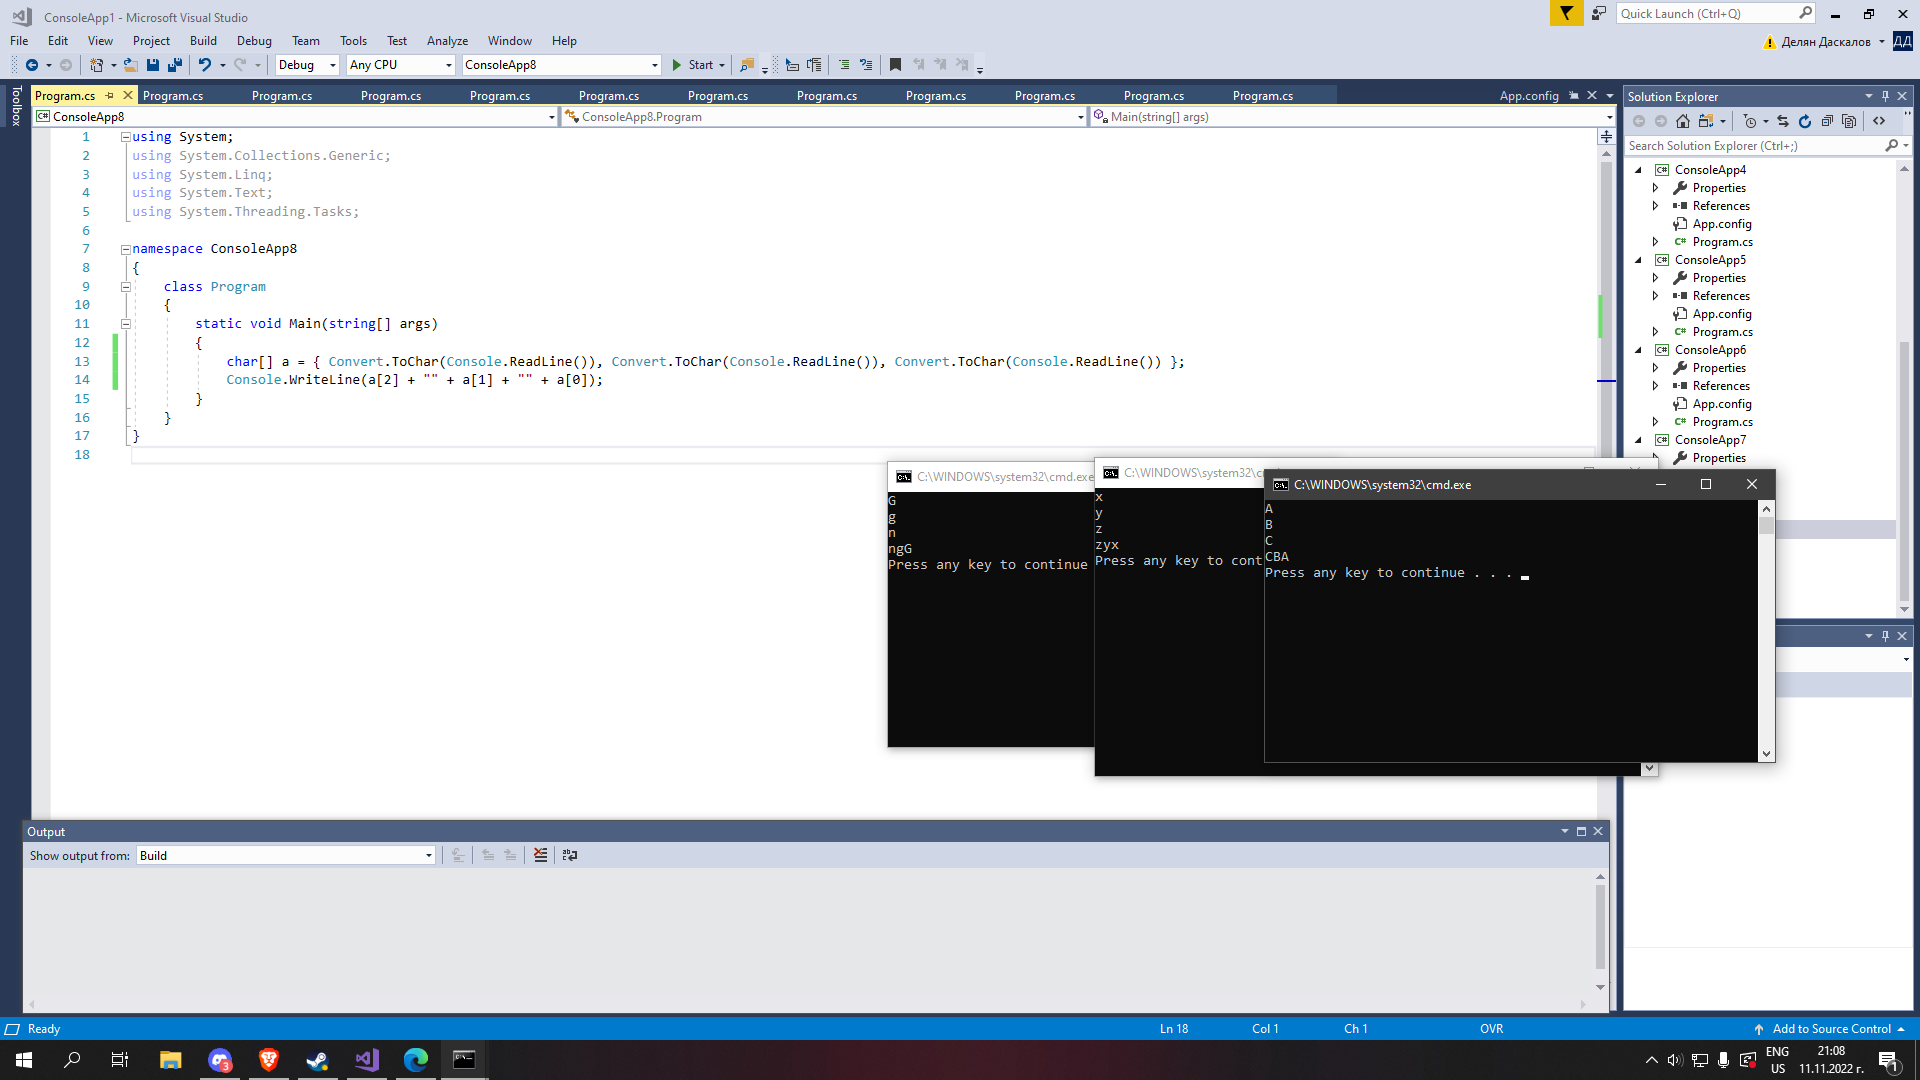 ConsoleApp1 - Microsoft Visual Studio
Quick Launch (Ctrl+Q)
File Edit View Project Build Debug Team Tools Test Analyze Window Help
Делян Даскалов ДД
Debug Any CPU ConsoleApp8 Start
Toolbox
Program.cs Program.cs Program.cs Program.cs Program.cs Program.cs Program.cs Program.cs Program.cs Program.cs Program.cs Program.cs App.config
ConsoleApp8 ConsoleApp8.Program Main(string[] args)
1 using System;
2 using System.Collections.Generic;
3 using System.Linq;
4 using System.Text;
5 using System.Threading.Tasks;
6
7 namespace ConsoleApp8
8 {
9 class Program
10 {
11 static void Main(string[] args)
12 {
13 char[] a = { Convert.ToChar(Console.ReadLine()), Convert.ToChar(Console.ReadLine()), Convert.ToChar(Console.ReadLine()) };
14 Console.WriteLine(a[2] + "" + a[1] + "" + a[0]);
15 }
16 }
17 }
18
Solution Explorer
Search Solution Explorer (Ctrl+;)
C# ConsoleApp4
Properties
References
App.config
C# Program.cs
C# ConsoleApp5
Properties
References
App.config
C# Program.cs
C# ConsoleApp6
Properties
References
App.config
C# Program.cs
C# ConsoleApp7
Properties
C:\WINDOWS\system32\cmd.exe
G
g
n
ngG
Press any key to continue
C:\WINDOWS\system32\c
x
y
z
zyx
Press any key to cont
C:\WINDOWS\system32\cmd.exe
A
B
C
CBA
Press any key to continue . . .
Output
Show output from: Build
Ready Ln 18 Col 1 Ch 1 OVR Add to Source Control
3
ENG
US
21:08
11.11.2022 г.
1